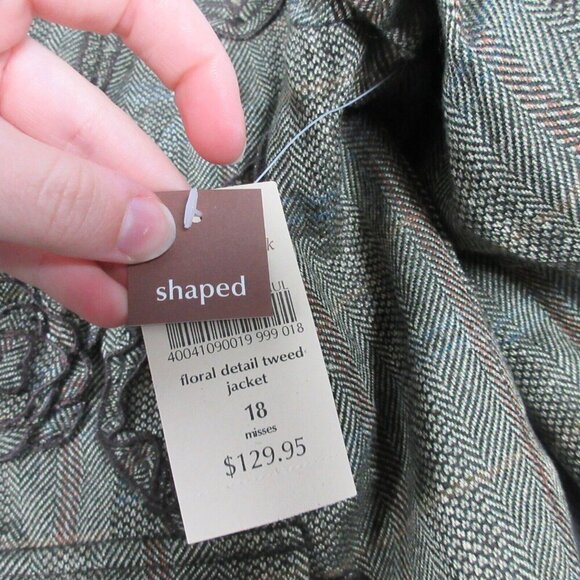 shaped
40041090019 999 018
floral detail tweed
jacket
18
misses
$129.95